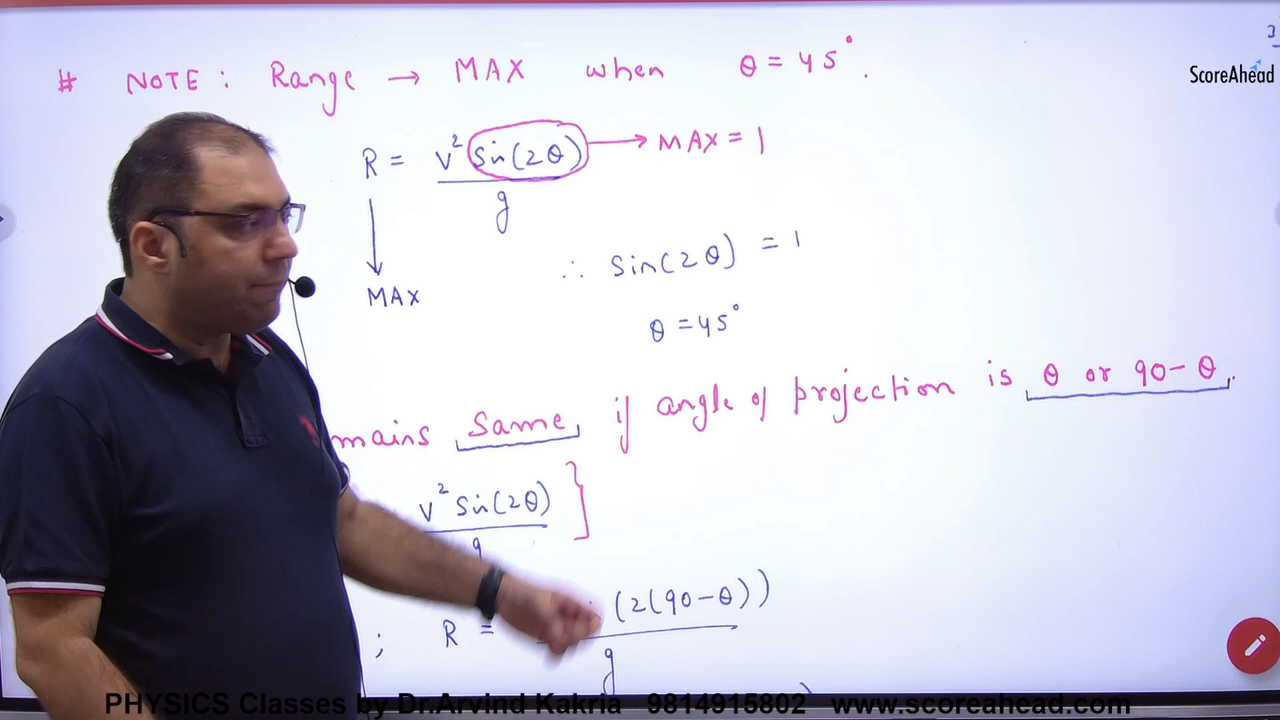 3
ScoreAhead
# NOTE : Range → MAX when θ = 45°.
R = v² Sin(2θ) / g → MAX = 1
MAX
∴ Sin(2θ) = 1
θ = 45°
mains Same if angle of projection is θ or 90-θ.
v² Sin(2θ) / g
; R = (2(90-θ)) / g
PHYSICS Classes by Dr.Arvind Kakria 9814915802 www.scoreahead.com